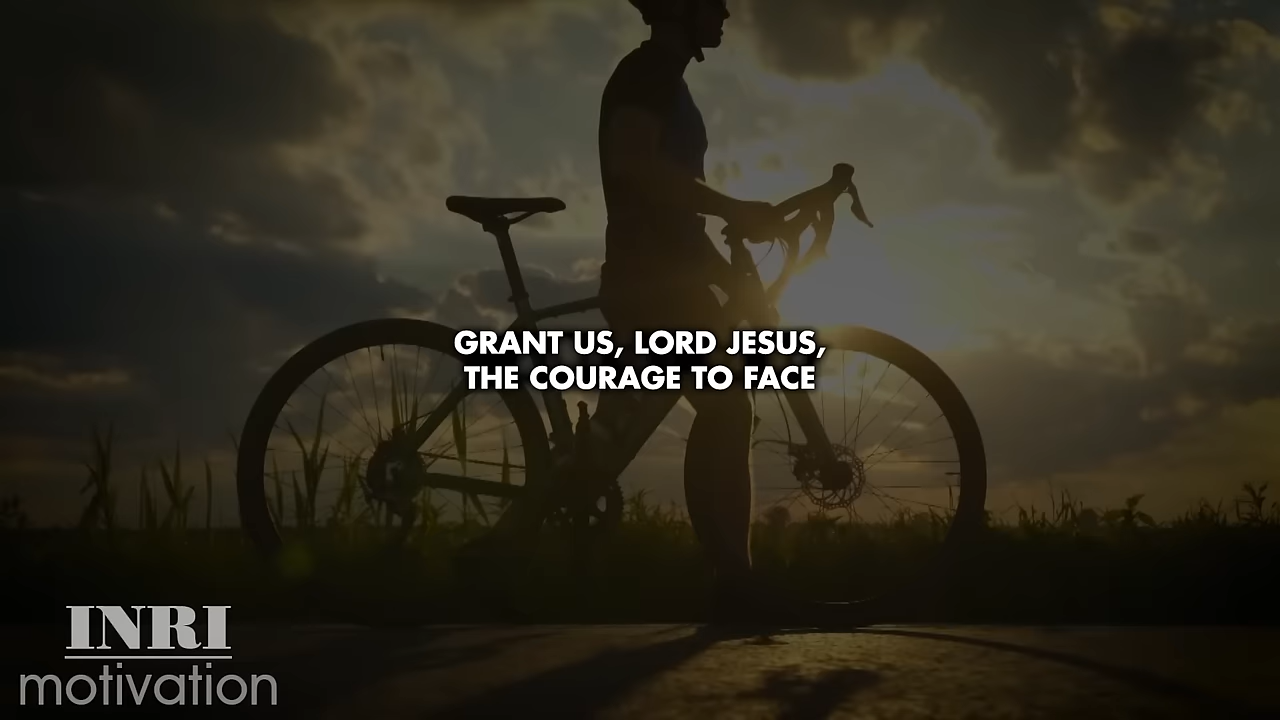 GRANT US, LORD JESUS,
THE COURAGE TO FACE
INRI
motivation